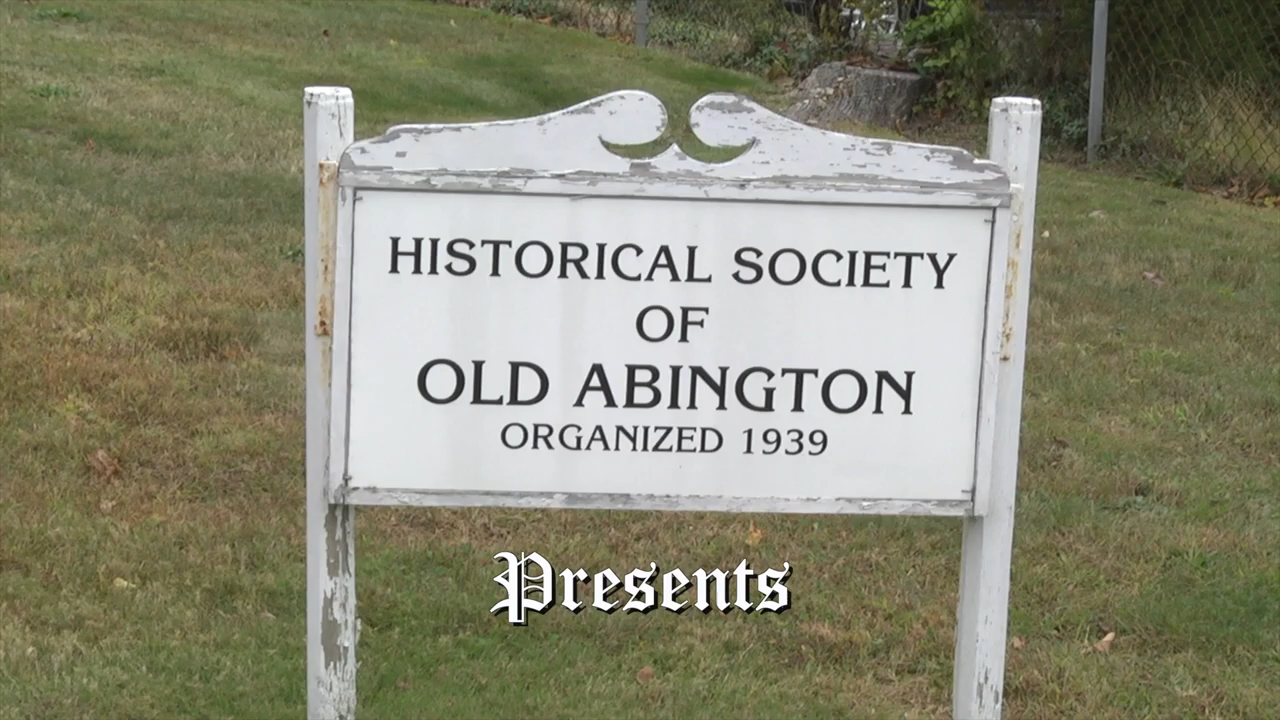 HISTORICAL SOCIETY
OF
OLD ABINGTON
ORGANIZED 1939
Presents